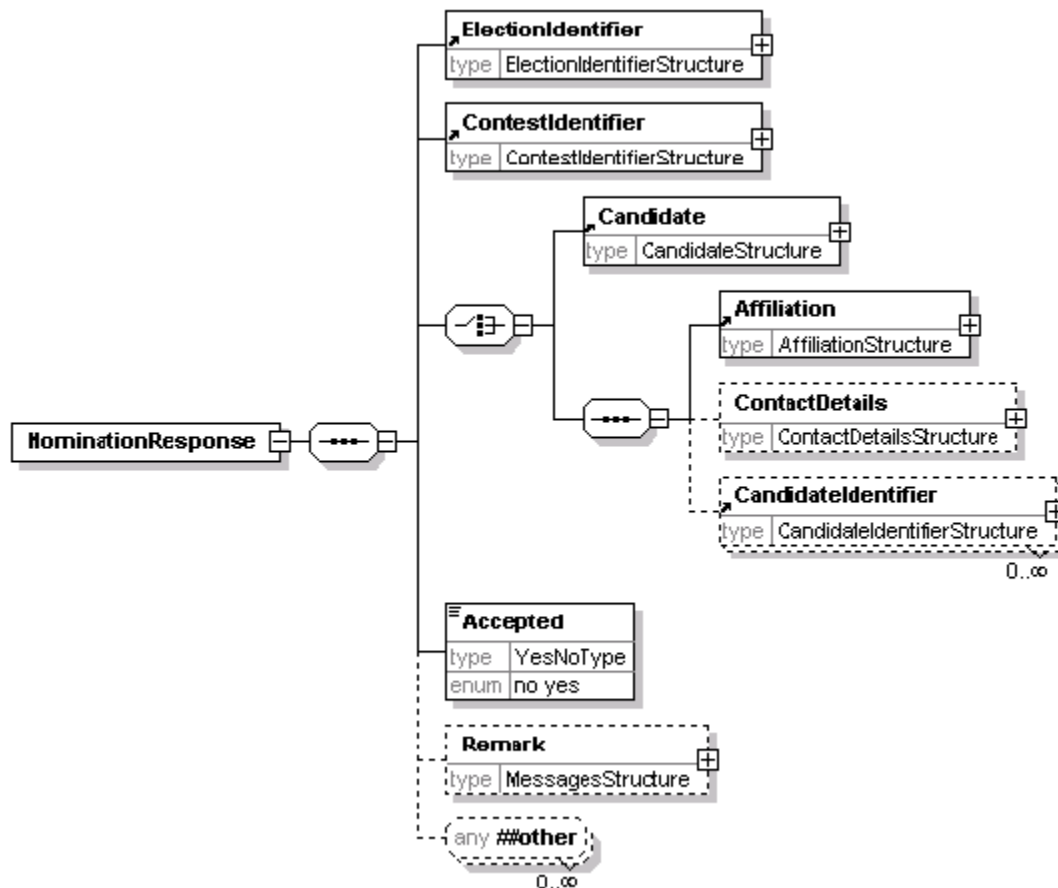 ElectionIdentifier
type ElectionIdentifierStructure
ContestIdentifier
type ContestIdentifierStructure
Candidate
type CandidateStructure
Affiliation
type AffiliationStructure
ContactDetails
type ContactDetailsStructure
NominationResponse
CandidateIdentifier
type CandidateIdentifierStructure
0..∞
Accepted
type YesNoType
enum no yes
Remark
type MessagesStructure
any ##other
0..∞